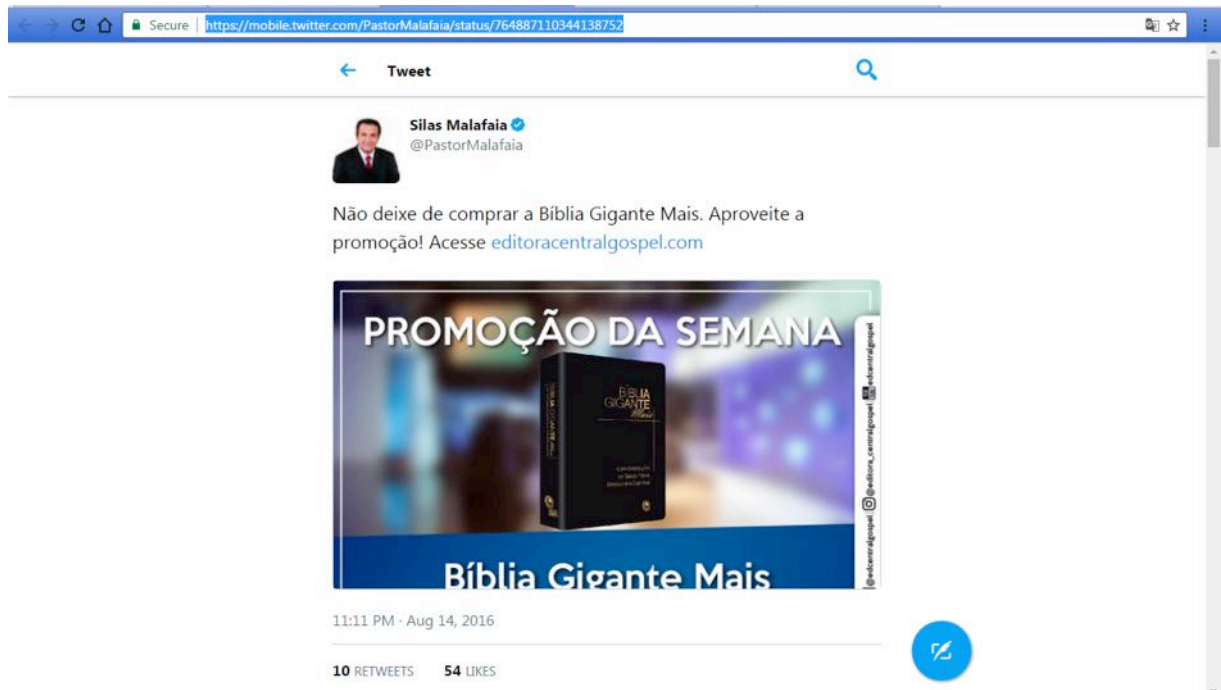 Secure https://mobile.twitter.com/PastorMalafaia/status/764887110344138752
Tweet
Silas Malafaia
@PastorMalafaia
Não deixe de comprar a Bíblia Gigante Mais. Aproveite a
promoção! Acesse editoracentralgospel.com
PROMOÇÃO DA SEMANA
BÍBLIA
GIGANTE
Mais
@edcentralgospel @editora_centralgospel edcentralgospel
Bíblia Gigante Mais
11:11 PM · Aug 14, 2016
10 RETWEETS 54 LIKES